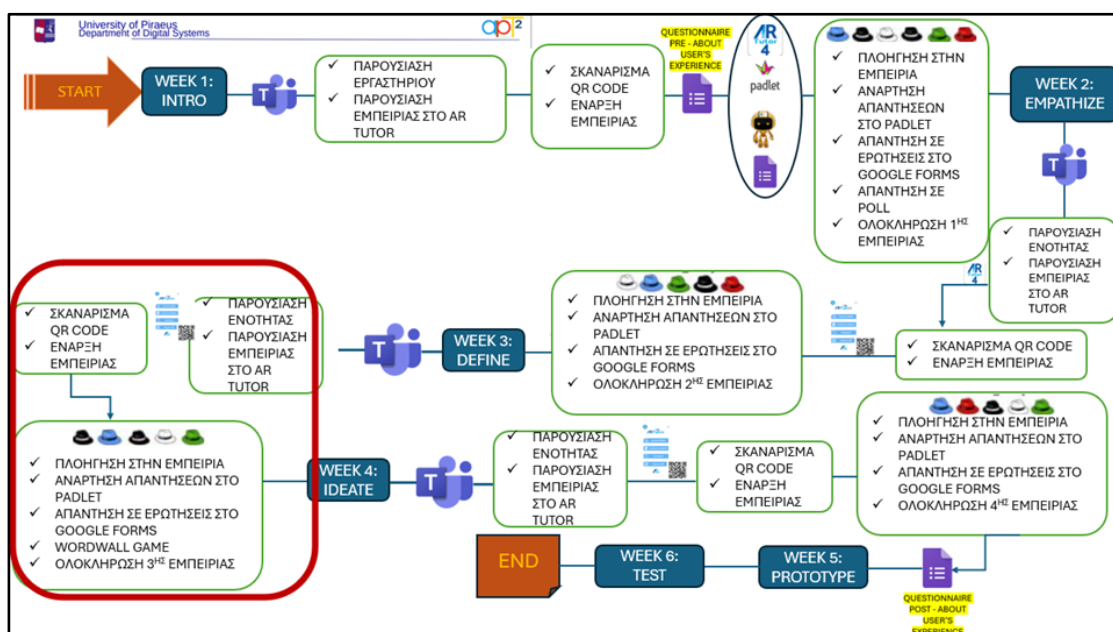 University of Piraeus
Department of Digital Systems
apt2
START
WEEK 1:
INTRO
T
✓ ΠΑΡΟΥΣΙΑΣΗ
ΕΡΓΑΣΤΗΡΙΟΥ
✓ ΠΑΡΟΥΣΙΑΣΗ
ΕΜΠΕΙΡΙΑΣ ΣΤΟ AR
TUTOR
✓ ΣΚΑΝΑΡΙΣΜΑ
QR CODE
✓ ΕΝΑΡΞΗ
ΕΜΠΕΙΡΙΑΣ
QUESTIONNAIRE
PRE - ABOUT
USER'S
EXPERIENCE
AR
Tutor
4
padlet
✓ ΠΛΟΗΓΗΣΗ ΣΤΗΝ
ΕΜΠΕΙΡΙΑ
✓ ΑΝΑΡΤΗΣΗ
ΑΠΑΝΤΗΣΕΩΝ
ΣΤΟ PADLET
✓ ΑΠΑΝΤΗΣΗ ΣΕ
ΕΡΩΤΗΣΕΙΣ ΣΤΟ
GOOGLE FORMS
✓ ΑΠΑΝΤΗΣΗ ΣΕ
POLL
✓ ΟΛΟΚΛΗΡΩΣΗ 1ΗΣ
ΕΜΠΕΙΡΙΑΣ
WEEK 2:
EMPATHIZE
T
✓ ΠΑΡΟΥΣΙΑΣΗ
ΕΝΟΤΗΤΑΣ
✓ ΠΑΡΟΥΣΙΑΣΗ
ΕΜΠΕΙΡΙΑΣ
ΣΤΟ AR
TUTOR
AR
4
✓ ΣΚΑΝΑΡΙΣΜΑ QR CODE
✓ ΕΝΑΡΞΗ ΕΜΠΕΙΡΙΑΣ
✓ ΠΛΟΗΓΗΣΗ ΣΤΗΝ ΕΜΠΕΙΡΙΑ
✓ ΑΝΑΡΤΗΣΗ ΑΠΑΝΤΗΣΕΩΝ ΣΤΟ
PADLET
✓ ΑΠΑΝΤΗΣΗ ΣΕ ΕΡΩΤΗΣΕΙΣ ΣΤΟ
GOOGLE FORMS
✓ ΟΛΟΚΛΗΡΩΣΗ 2ΗΣ ΕΜΠΕΙΡΙΑΣ
WEEK 3:
DEFINE
T
✓ ΠΑΡΟΥΣΙΑΣΗ
ΕΝΟΤΗΤΑΣ
✓ ΠΑΡΟΥΣΙΑΣΗ
ΕΜΠΕΙΡΙΑΣ
ΣΤΟ AR
TUTOR
✓ ΣΚΑΝΑΡΙΣΜΑ
QR CODE
✓ ΕΝΑΡΞΗ
ΕΜΠΕΙΡΙΑΣ
✓ ΠΛΟΗΓΗΣΗ ΣΤΗΝ ΕΜΠΕΙΡΙΑ
✓ ΑΝΑΡΤΗΣΗ ΑΠΑΝΤΗΣΕΩΝ ΣΤΟ
PADLET
✓ ΑΠΑΝΤΗΣΗ ΣΕ ΕΡΩΤΗΣΕΙΣ ΣΤΟ
GOOGLE FORMS
✓ WORDWALL GAME
✓ ΟΛΟΚΛΗΡΩΣΗ 3ΗΣ ΕΜΠΕΙΡΙΑΣ
WEEK 4:
IDEATE
T
✓ ΠΑΡΟΥΣΙΑΣΗ
ΕΝΟΤΗΤΑΣ
✓ ΠΑΡΟΥΣΙΑΣΗ
ΕΜΠΕΙΡΙΑΣ
ΣΤΟ AR
TUTOR
✓ ΣΚΑΝΑΡΙΣΜΑ
QR CODE
✓ ΕΝΑΡΞΗ
ΕΜΠΕΙΡΙΑΣ
✓ ΠΛΟΗΓΗΣΗ ΣΤΗΝ ΕΜΠΕΙΡΙΑ
✓ ΑΝΑΡΤΗΣΗ ΑΠΑΝΤΗΣΕΩΝ ΣΤΟ
PADLET
✓ ΑΠΑΝΤΗΣΗ ΣΕ ΕΡΩΤΗΣΕΙΣ ΣΤΟ
GOOGLE FORMS
✓ ΟΛΟΚΛΗΡΩΣΗ 4ΗΣ ΕΜΠΕΙΡΙΑΣ
QUESTIONNAIRE
POST - ABOUT
USER'S
EXPERIENCE
WEEK 5:
PROTOTYPE
WEEK 6:
TEST
END